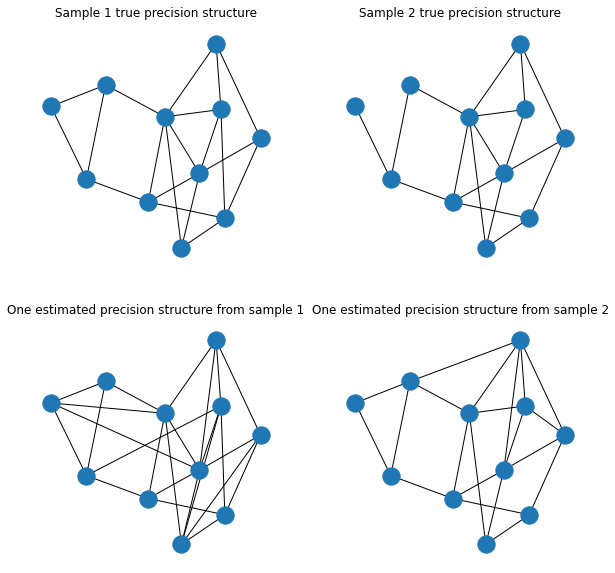 Sample 1 true precision structure
Sample 2 true precision structure
One estimated precision structure from sample 1
One estimated precision structure from sample 2